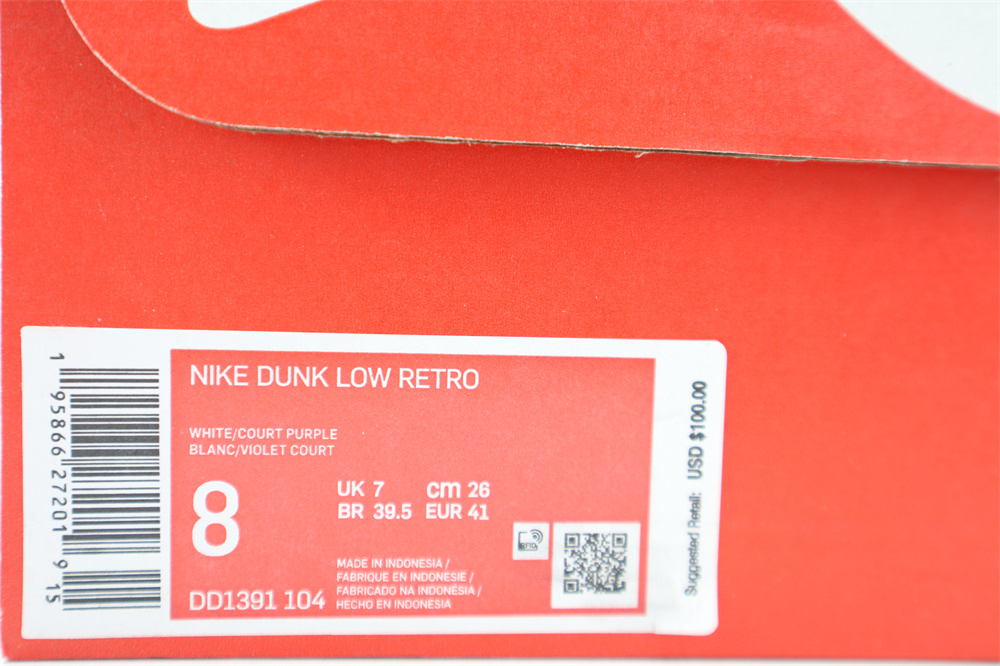 NIKE DUNK LOW RETRO
WHITE/COURT PURPLE
BLANC/VIOLET COURT
8
UK 7 cm 26
BR 39.5 EUR 41
MADE IN INDONESIA /
FABRIQUE EN INDONESIE /
FABRICADO NA INDONÉSIA /
HECHO EN INDONESIA
DD1391 104
1 95866 27201 9 15
Suggested Retail: USD $100.00